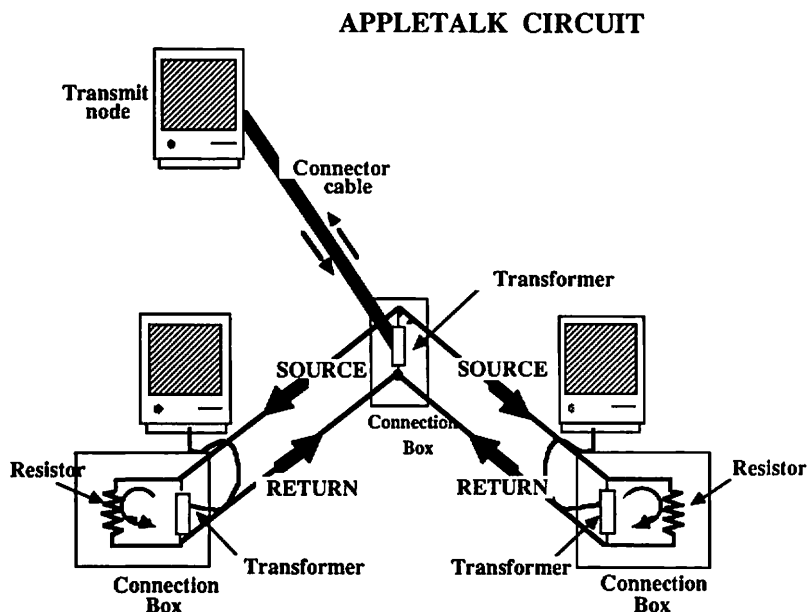 APPLETALK CIRCUIT
Transmit
node
Connector
cable
Transformer
SOURCE
SOURCE
Connection
Box
Resistor
RETURN
RETURN
Resistor
Transformer
Transformer
Connection
Box
Connection
Box